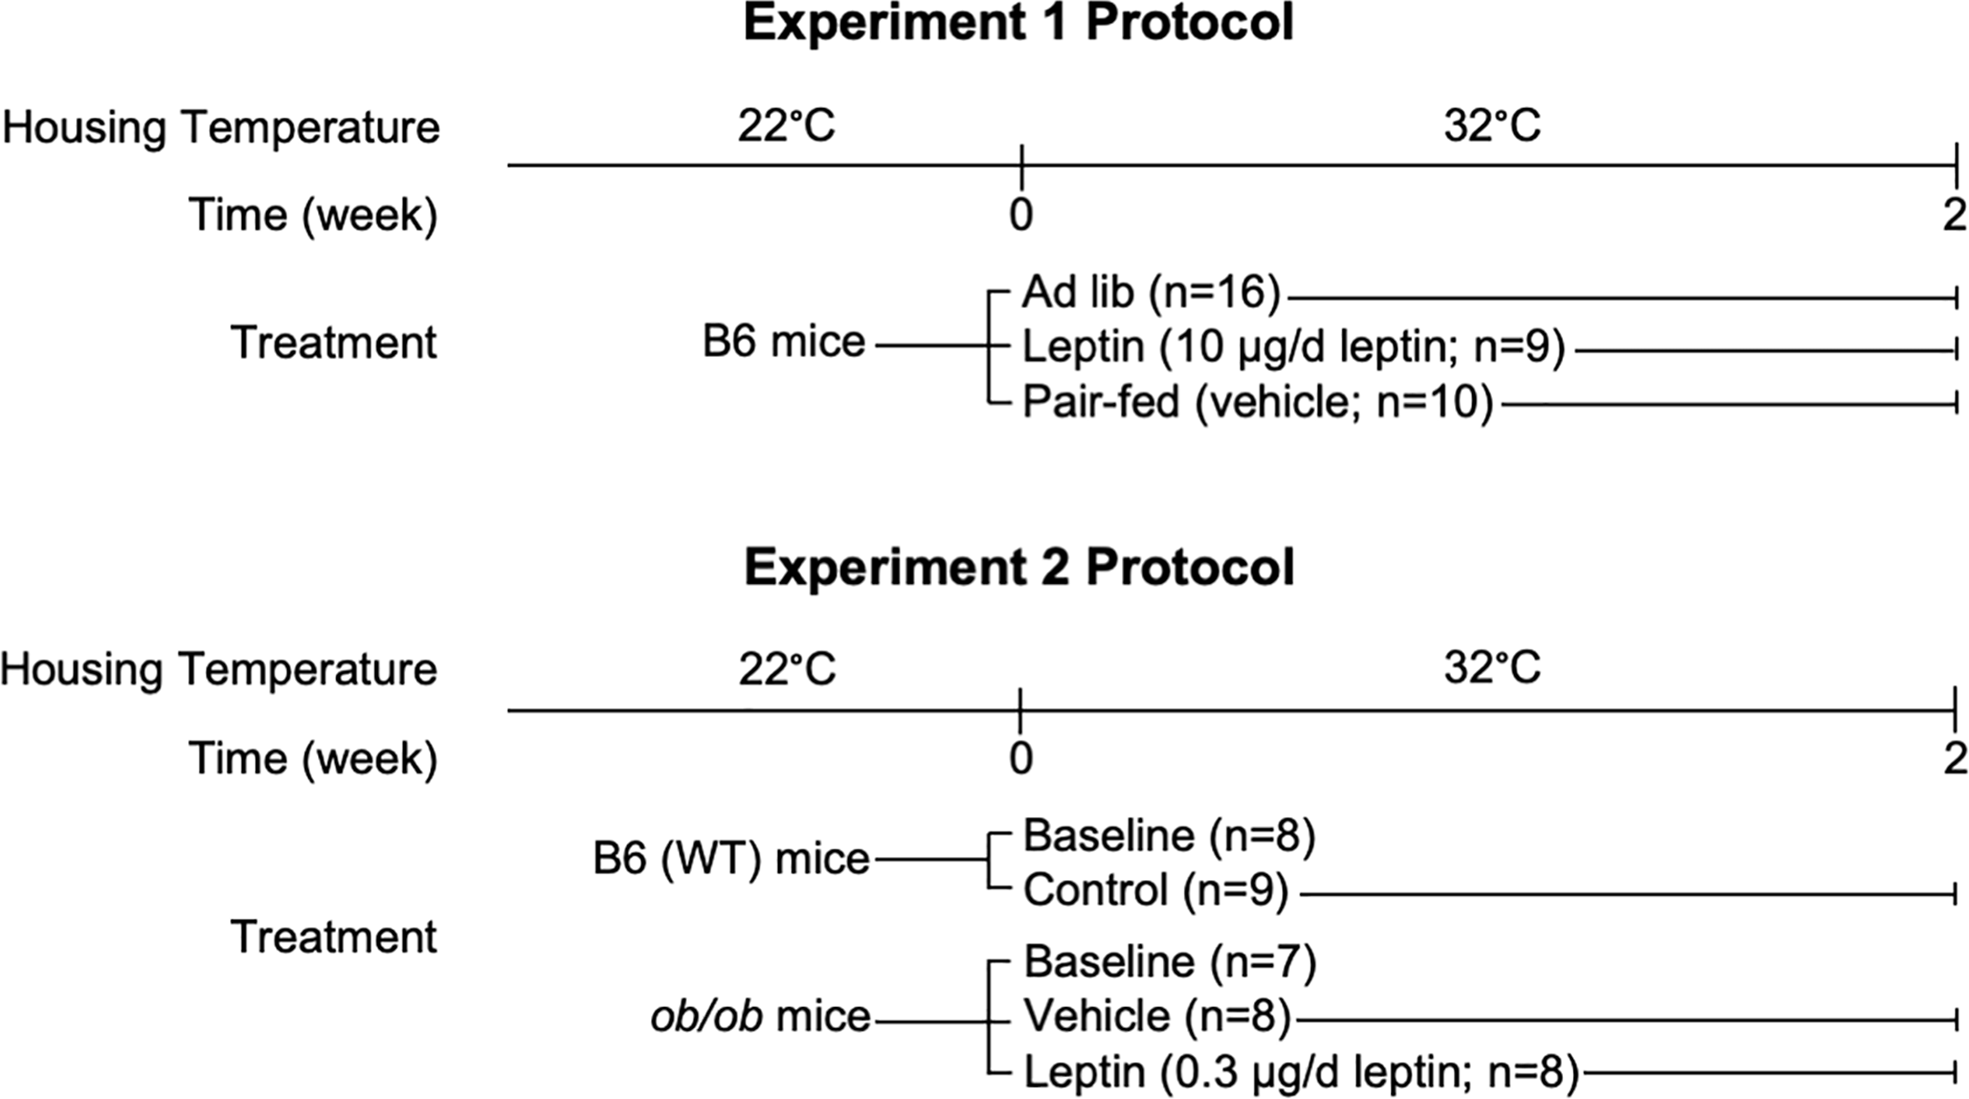 Experiment 1 Protocol
Housing Temperature 22°C 32°C
Time (week) 0 2
Ad lib (n=16)
Treatment B6 mice Leptin (10 µg/d leptin; n=9)
Pair-fed (vehicle; n=10)
Experiment 2 Protocol
Housing Temperature 22°C 32°C
Time (week) 0 2
Baseline (n=8)
B6 (WT) mice
Control (n=9)
Treatment
Baseline (n=7)
ob/ob mice Vehicle (n=8)
Leptin (0.3 µg/d leptin; n=8)